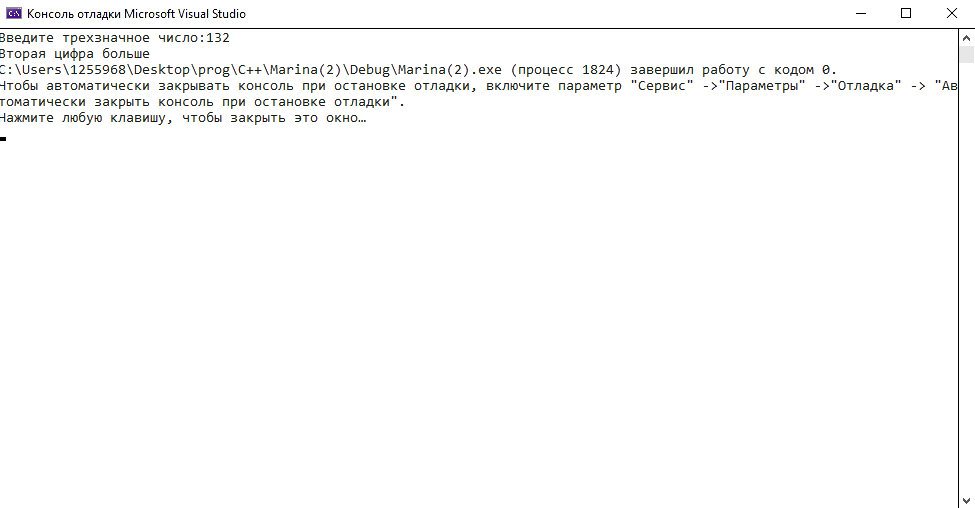 Консоль отладки Microsoft Visual Studio
Введите трехзначное число:132
Вторая цифра больше
C:\Users\1255968\Desktop\prog\C++\Marina(2)\Debug\Marina(2).exe (процесс 1824) завершил работу с кодом 0.
Чтобы автоматически закрывать консоль при остановке отладки, включите параметр "Сервис" ->"Параметры" ->"Отладка" -> "Ав
томатически закрыть консоль при остановке отладки".
Нажмите любую клавишу, чтобы закрыть это окно…